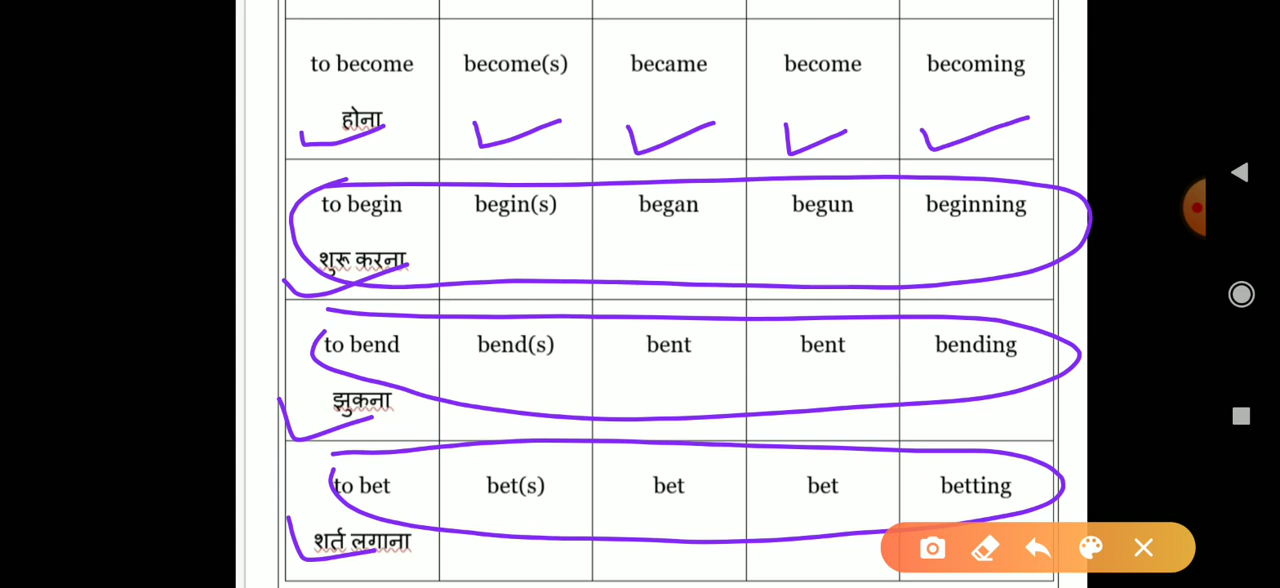 to become become(s) became become becoming
होना
to begin begin(s) began begun beginning
शुरू करना
to bend bend(s) bent bent bending
झुकना
to bet bet(s) bet bet betting
शर्त लगाना